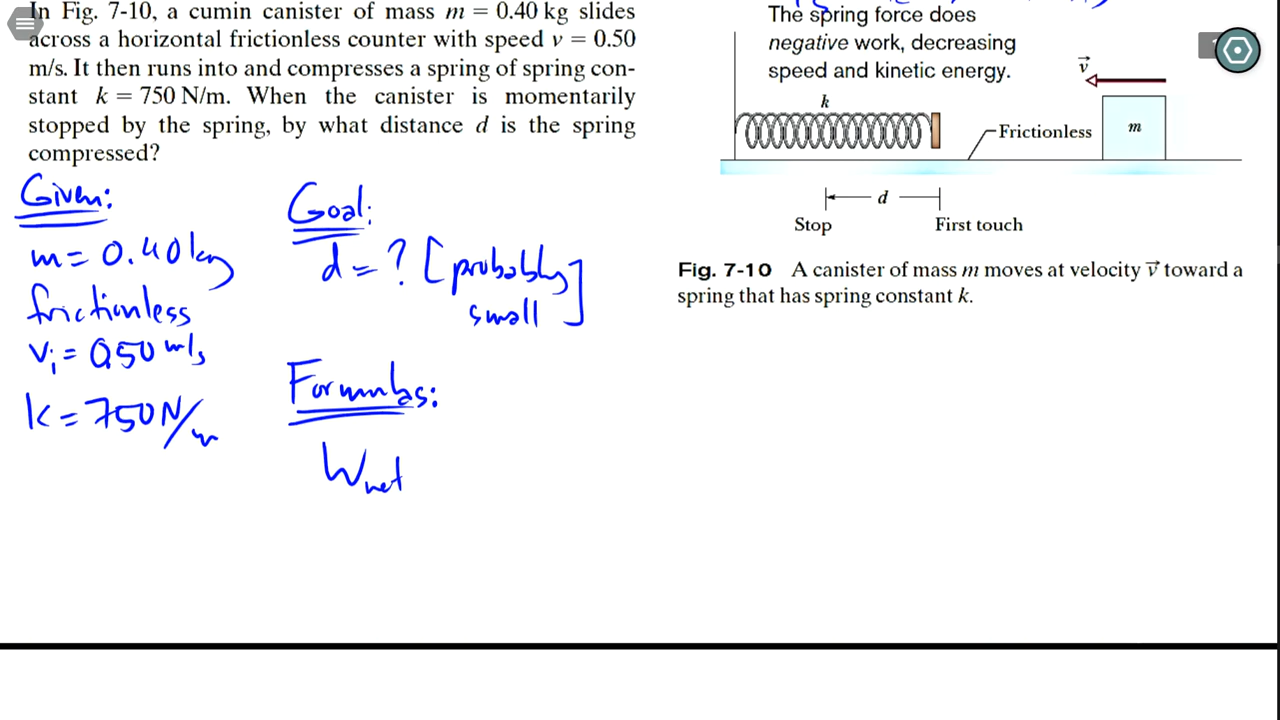 In Fig. 7-10, a cumin canister of mass m = 0.40 kg slides
across a horizontal frictionless counter with speed v = 0.50
m/s. It then runs into and compresses a spring of spring con-
stant k = 750 N/m. When the canister is momentarily
stopped by the spring, by what distance d is the spring
compressed?
Given:
m = 0.40 kg
frictionless
vi = 0.50 m/s
k = 750 N/m
Goal:
d = ? [probably
small]
Formulas:
Wnet
The spring force does
negative work, decreasing
speed and kinetic energy.
v
k
Frictionless
m
d
Stop
First touch
Fig. 7-10 A canister of mass m moves at velocity v⃗ toward a
spring that has spring constant k.